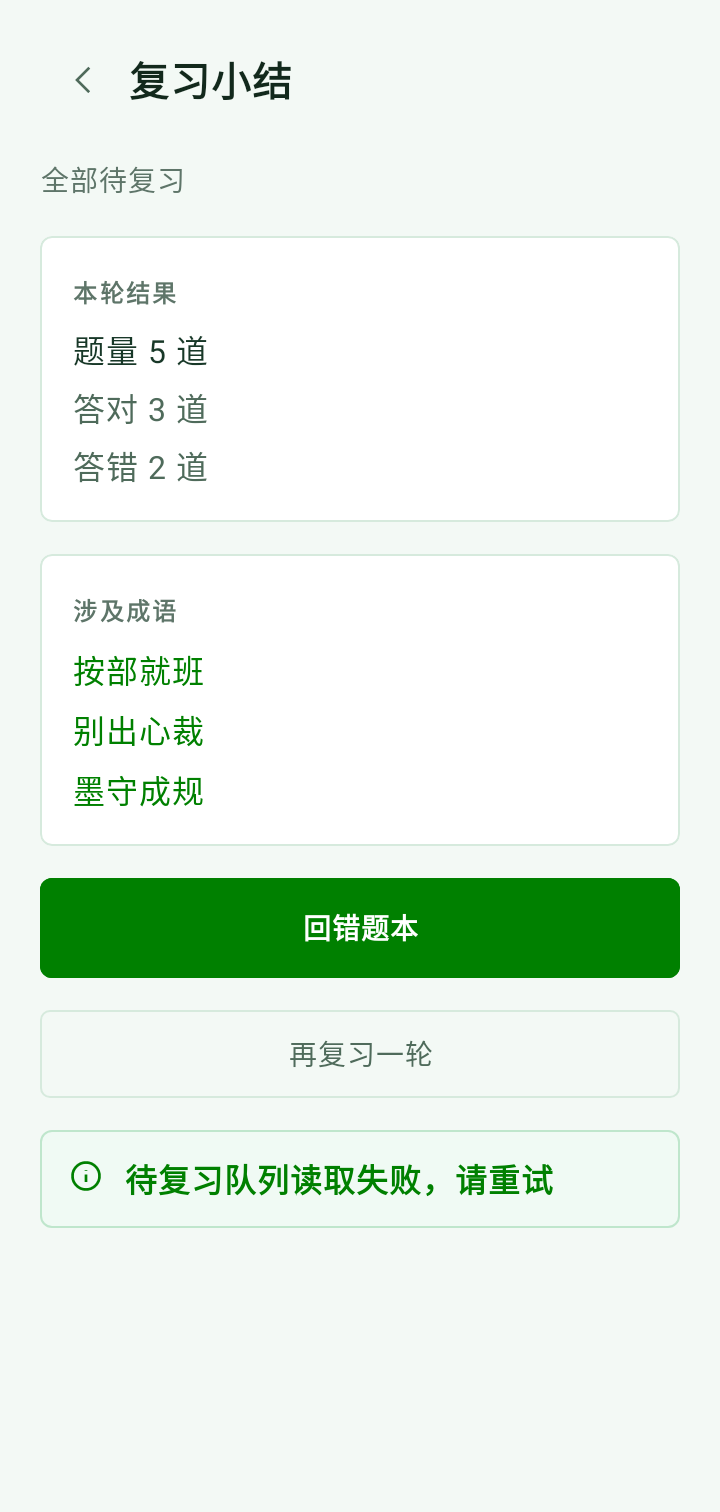 复习小结
全部待复习
本轮结果
题量 5 道
答对 3 道
答错 2 道
涉及成语
按部就班
别出心裁
墨守成规
回错题本
再复习一轮
待复习队列读取失败，请重试